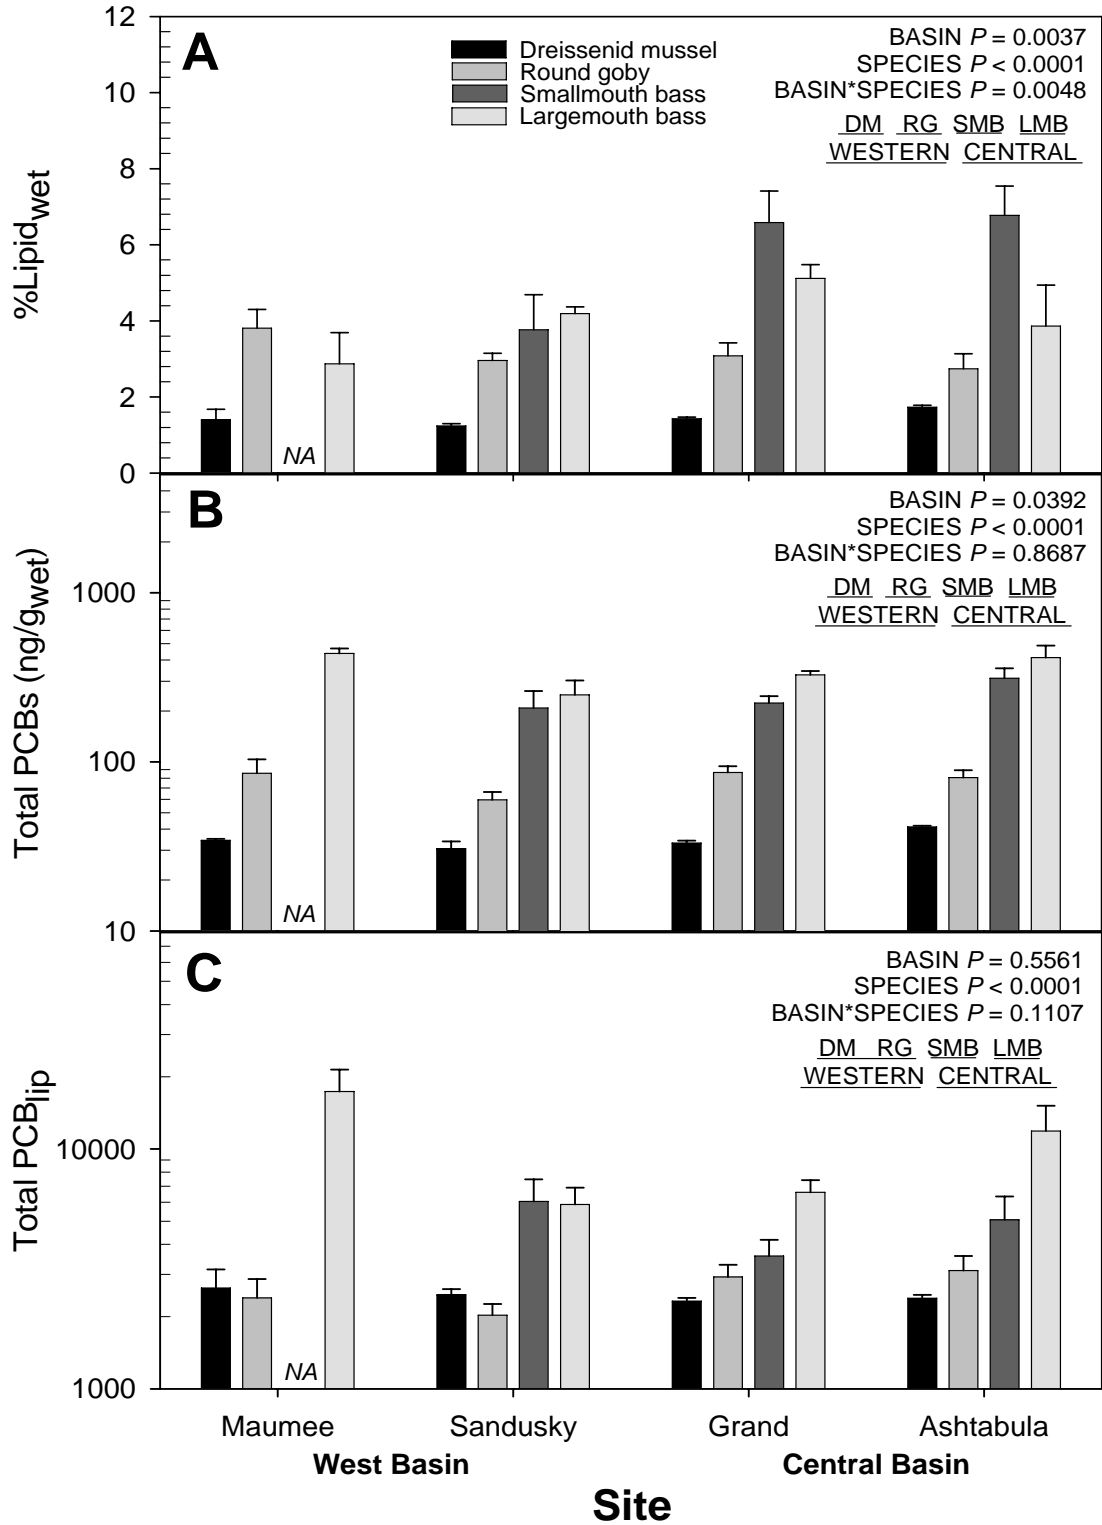 12
10
8
6
4
2
0
%Lipidwet
A
Dreissenid mussel
Round goby
Smallmouth bass
Largemouth bass
BASIN P = 0.0037
SPECIES P < 0.0001
BASIN*SPECIES P = 0.0048
DM RG SMB LMB
WESTERN CENTRAL
NA
1000
100
10
Total PCBs (ng/gwet)
B
BASIN P = 0.0392
SPECIES P < 0.0001
BASIN*SPECIES P = 0.8687
DM RG SMB LMB
WESTERN CENTRAL
NA
10000
1000
Total PCBlip
C
BASIN P = 0.5561
SPECIES P < 0.0001
BASIN*SPECIES P = 0.1107
DM RG SMB LMB
WESTERN CENTRAL
NA
Maumee Sandusky Grand Ashtabula
West Basin Central Basin
Site